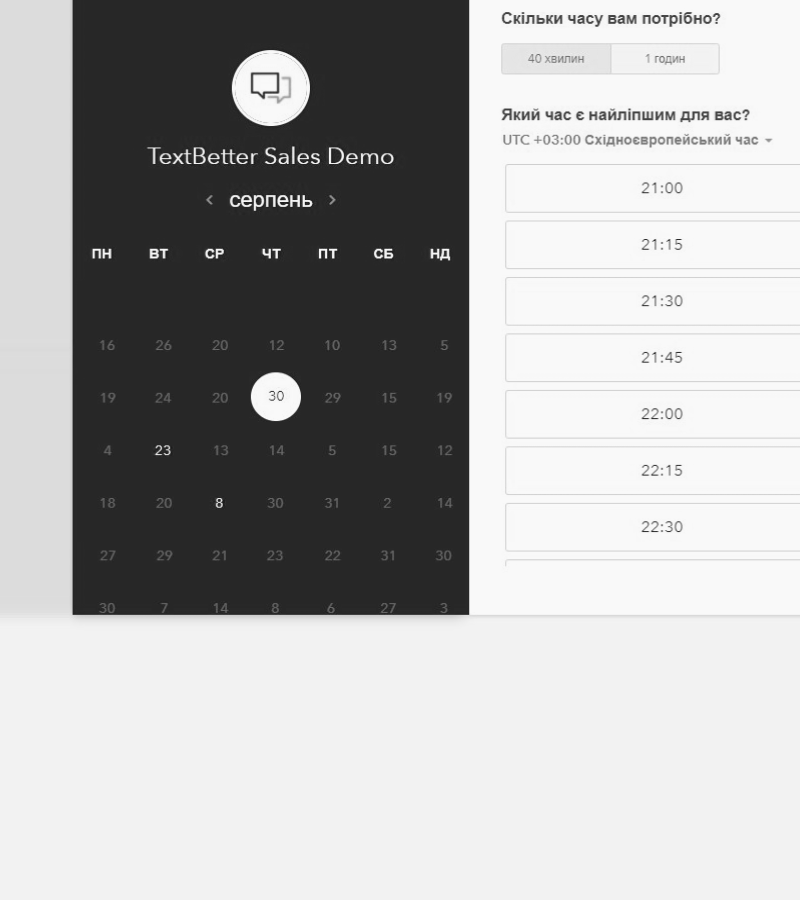 TextBetter Sales Demo
серпень
ПН ВТ СР ЧТ ПТ СБ НД
16 26 20 12 10 13 5
19 24 20 30 29 15 19
4 23 13 14 5 15 12
18 20 8 30 31 2 14
27 29 21 23 22 31 30
30 7 14 8 6 27 3
Скільки часу вам потрібно?
40 хвилин 1 годин
Який час є найліпшим для вас?
UTC +03:00 Східноєвропейський час
21:00
21:15
21:30
21:45
22:00
22:15
22:30